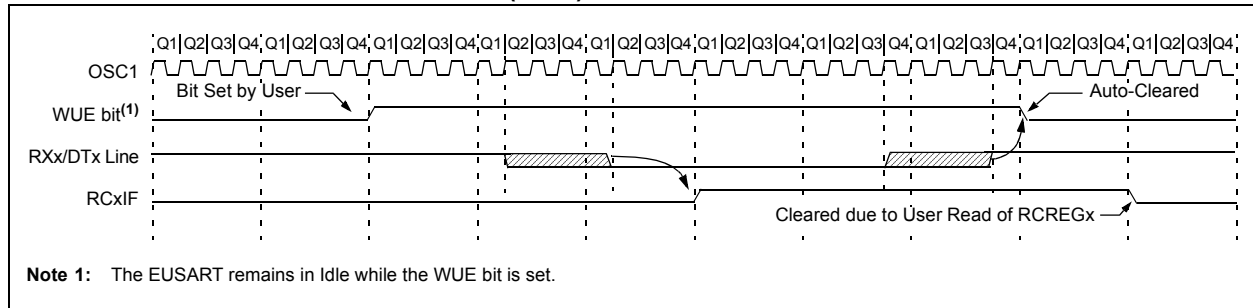 Q1 Q2 Q3 Q4 Q1 Q2 Q3 Q4 Q1 Q2 Q3 Q4 Q1 Q2 Q3 Q4 Q1 Q2 Q3 Q4 Q1 Q2 Q3 Q4 Q1 Q2 Q3 Q4 Q1 Q2 Q3 Q4 Q1 Q2 Q3 Q4 Q1 Q2 Q3 Q4
OSC1
Bit Set by User
Auto-Cleared
WUE bit(1)
RXx/DTx Line
RCxIF
Cleared due to User Read of RCREGx
Note 1: The EUSART remains in Idle while the WUE bit is set.